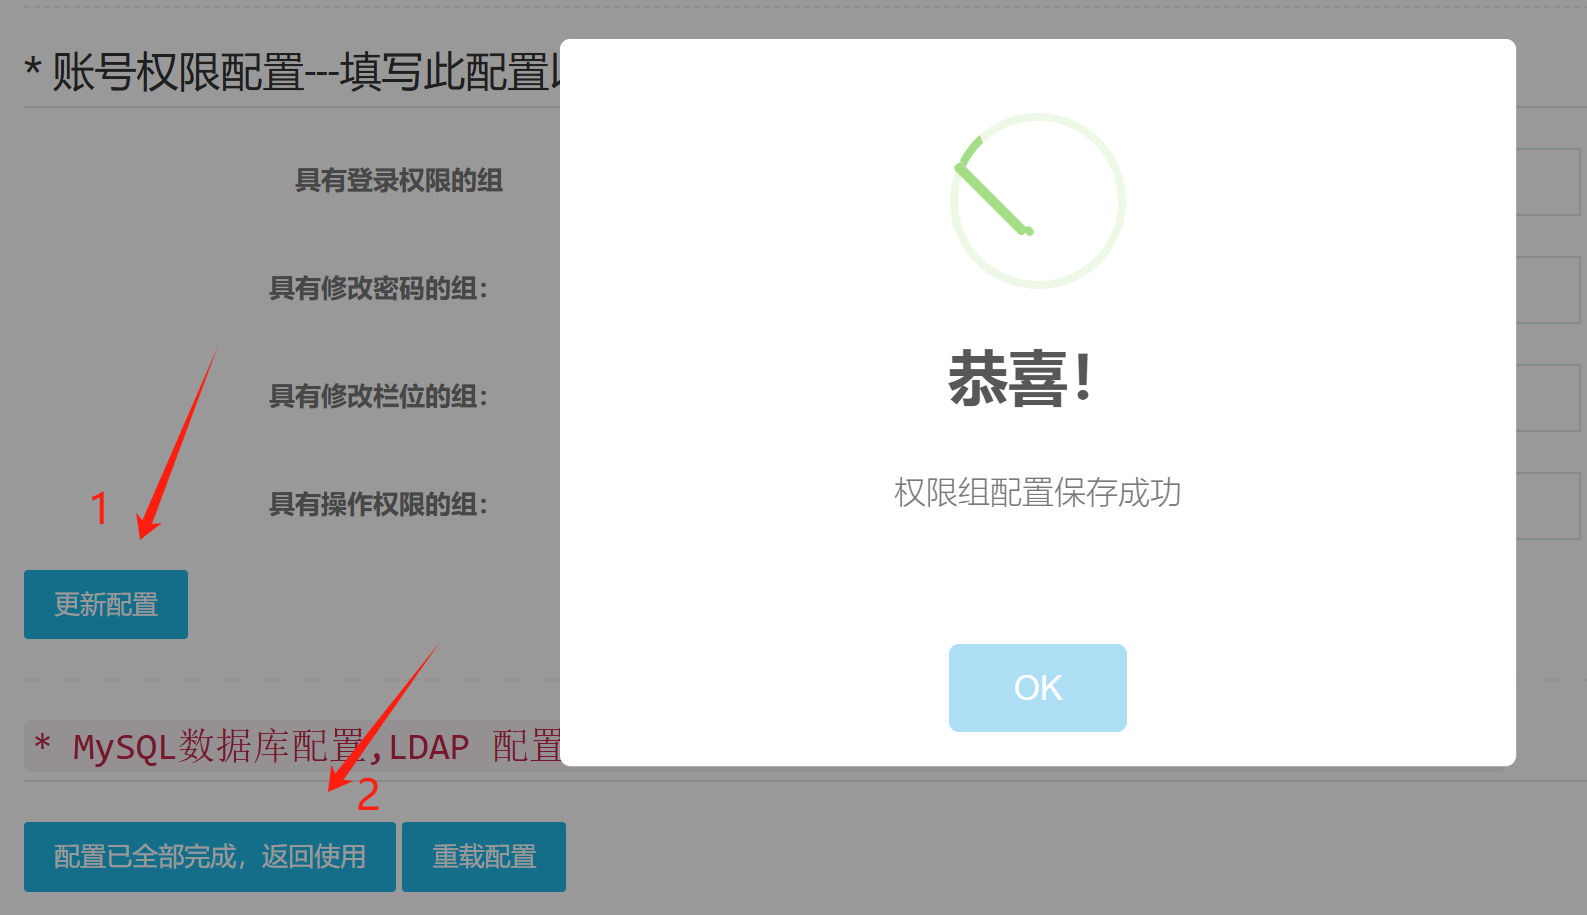 * 账号权限配置---填写此配置
具有登录权限的组
具有修改密码的组：
具有修改栏位的组：
具有操作权限的组：
1
更新配置
* MySQL数据库配置,LDAP 配置
2
配置已全部完成，返回使用
重载配置
恭喜！
权限组配置保存成功
OK